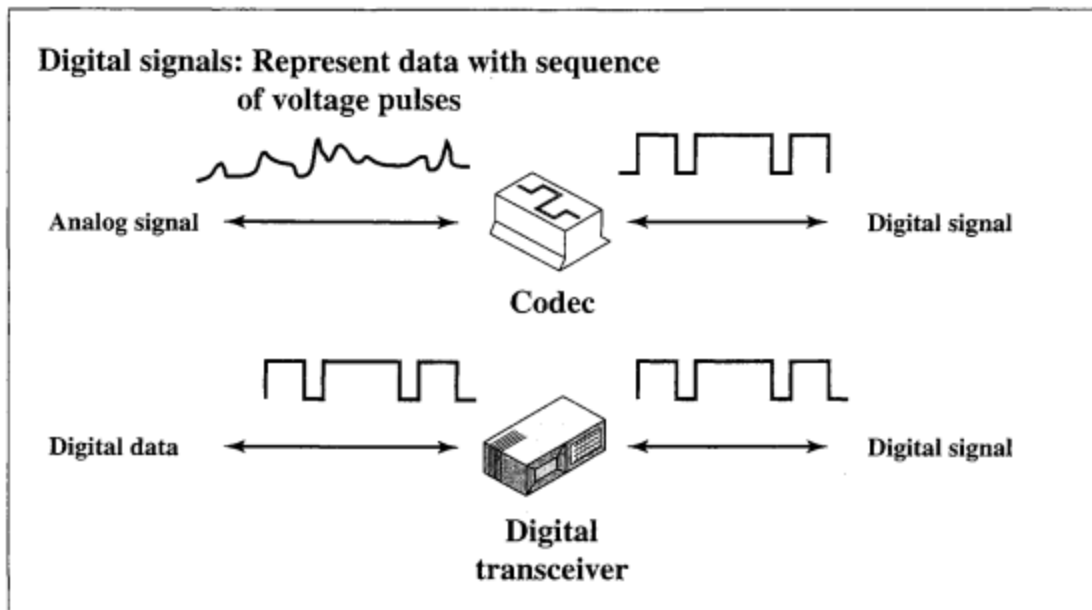 Digital signals: Represent data with sequence
of voltage pulses
Analog signal
Digital signal
Codec
Digital data
Digital signal
Digital
transceiver